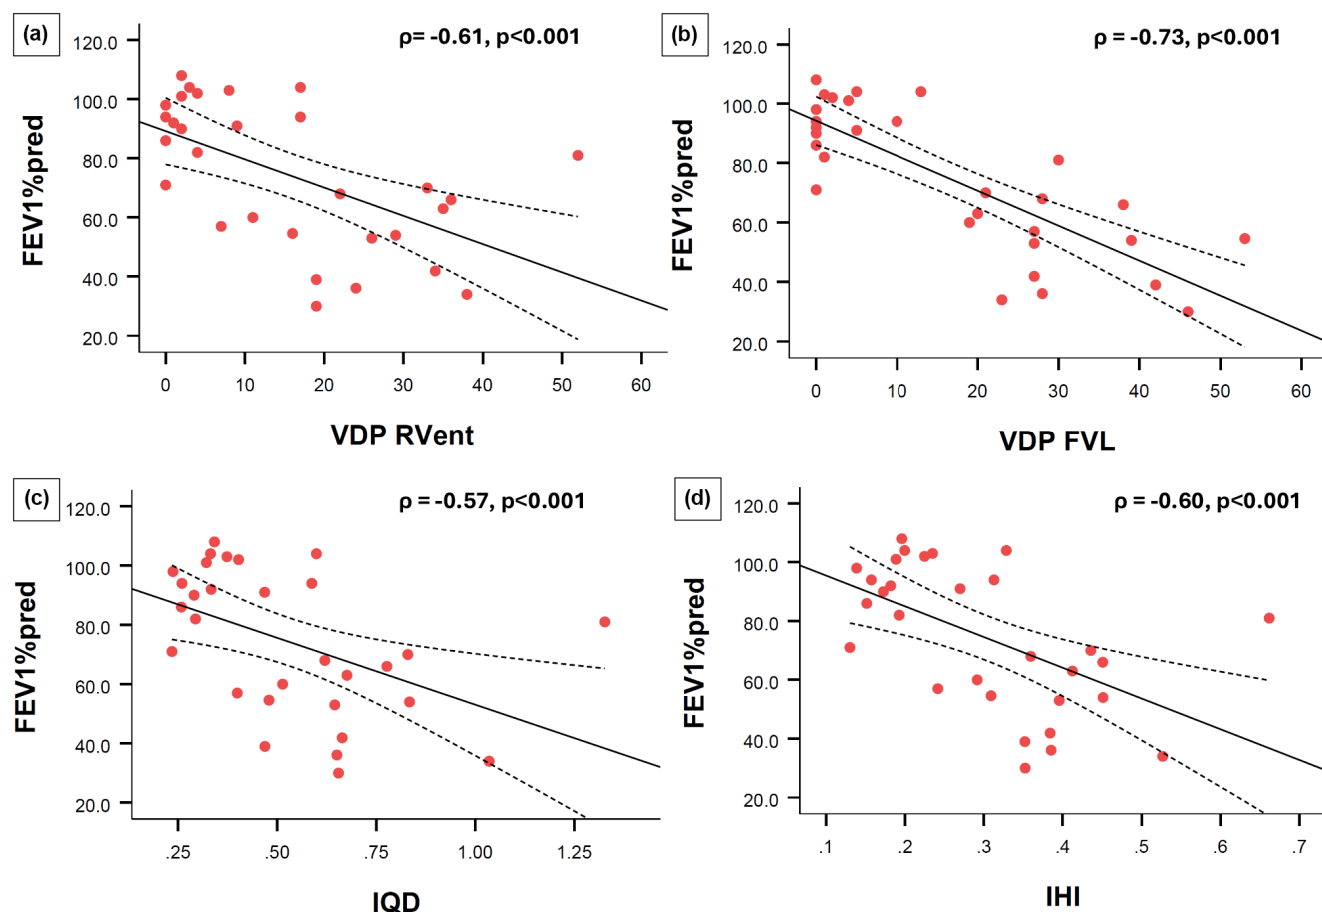 (a)
ρ= -0.61, p<0.001
120.0
100.0
80.0
60.0
40.0
20.0
FEV1%pred
0 10 20 30 40 50 60
VDP RVent
(b)
ρ = -0.73, p<0.001
120.0
100.0
80.0
60.0
40.0
20.0
FEV1%pred
0 10 20 30 40 50 60
VDP FVL
(c)
ρ = -0.57, p<0.001
120.0
100.0
80.0
60.0
40.0
20.0
FEV1%pred
.25 .50 .75 1.00 1.25
IQD
(d)
ρ = -0.60, p<0.001
120.0
100.0
80.0
60.0
40.0
20.0
FEV1%pred
.1 .2 .3 .4 .5 .6 .7
IHI